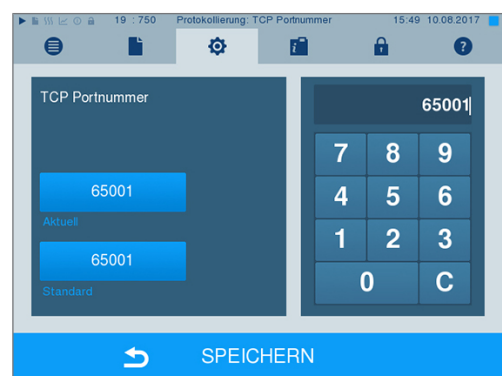 19 : 750 Protokollierung: TCP Portnummer 15:49 10.08.2017
TCP Portnummer
65001
Aktuell
65001
Standard
65001
7 8 9
4 5 6
1 2 3
0 C
SPEICHERN